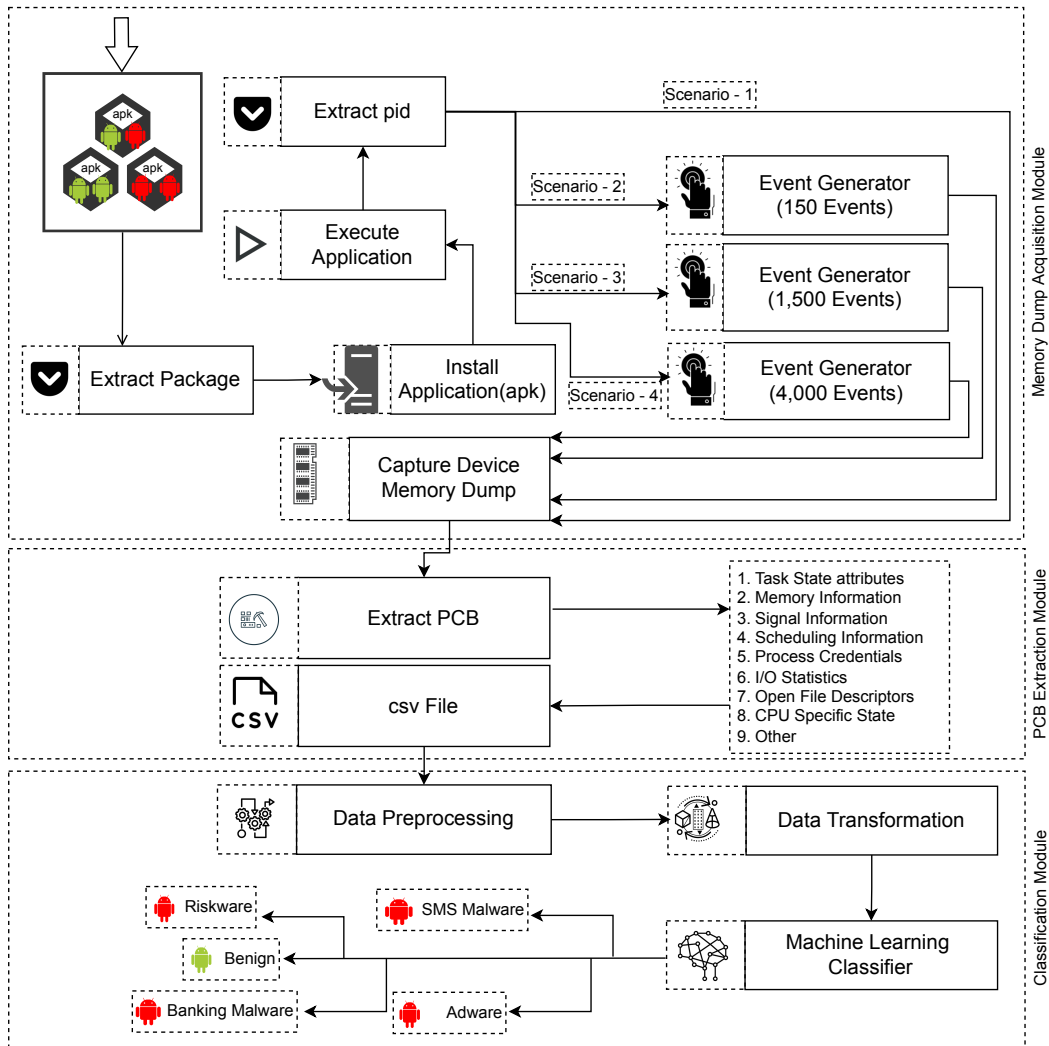 apk
apk
apk
Extract pid
Scenario - 1
Scenario - 2
Event Generator
(150 Events)
Execute
Application
Scenario - 3
Event Generator
(1,500 Events)
Extract Package
Install
Application(apk)
Scenario - 4
Event Generator
(4,000 Events)
Capture Device
Memory Dump
Memory Dump Acquisition Module
Extract PCB
1. Task State attributes
2. Memory Information
3. Signal Information
4. Scheduling Information
5. Process Credentials
6. I/O Statistics
7. Open File Descriptors
8. CPU Specific State
9. Other
CSV
csv File
PCB Extraction Module
Data Preprocessing
Data Transformation
Riskware
SMS Malware
Machine Learning
Classifier
Benign
Banking Malware
Adware
Classification Module